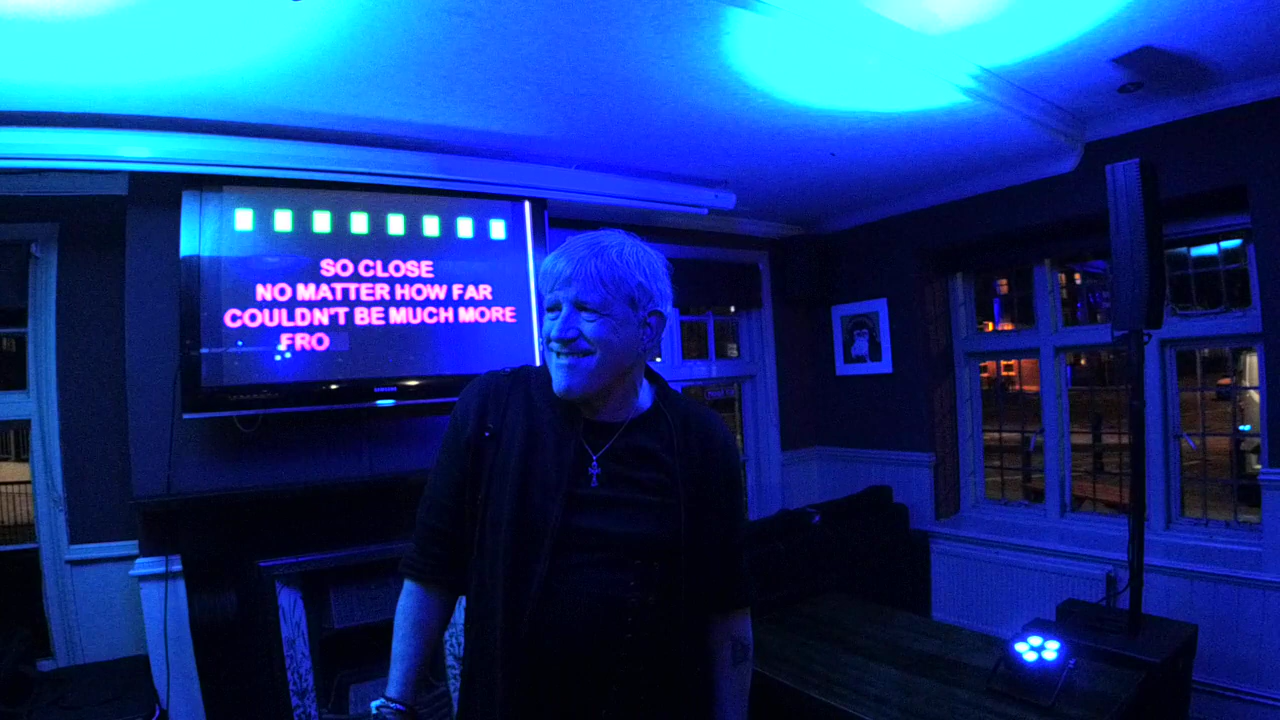 SO CLOSE
NO MATTER HOW FAR
COULDN'T BE MUCH MORE
FRO
SAMSUNG